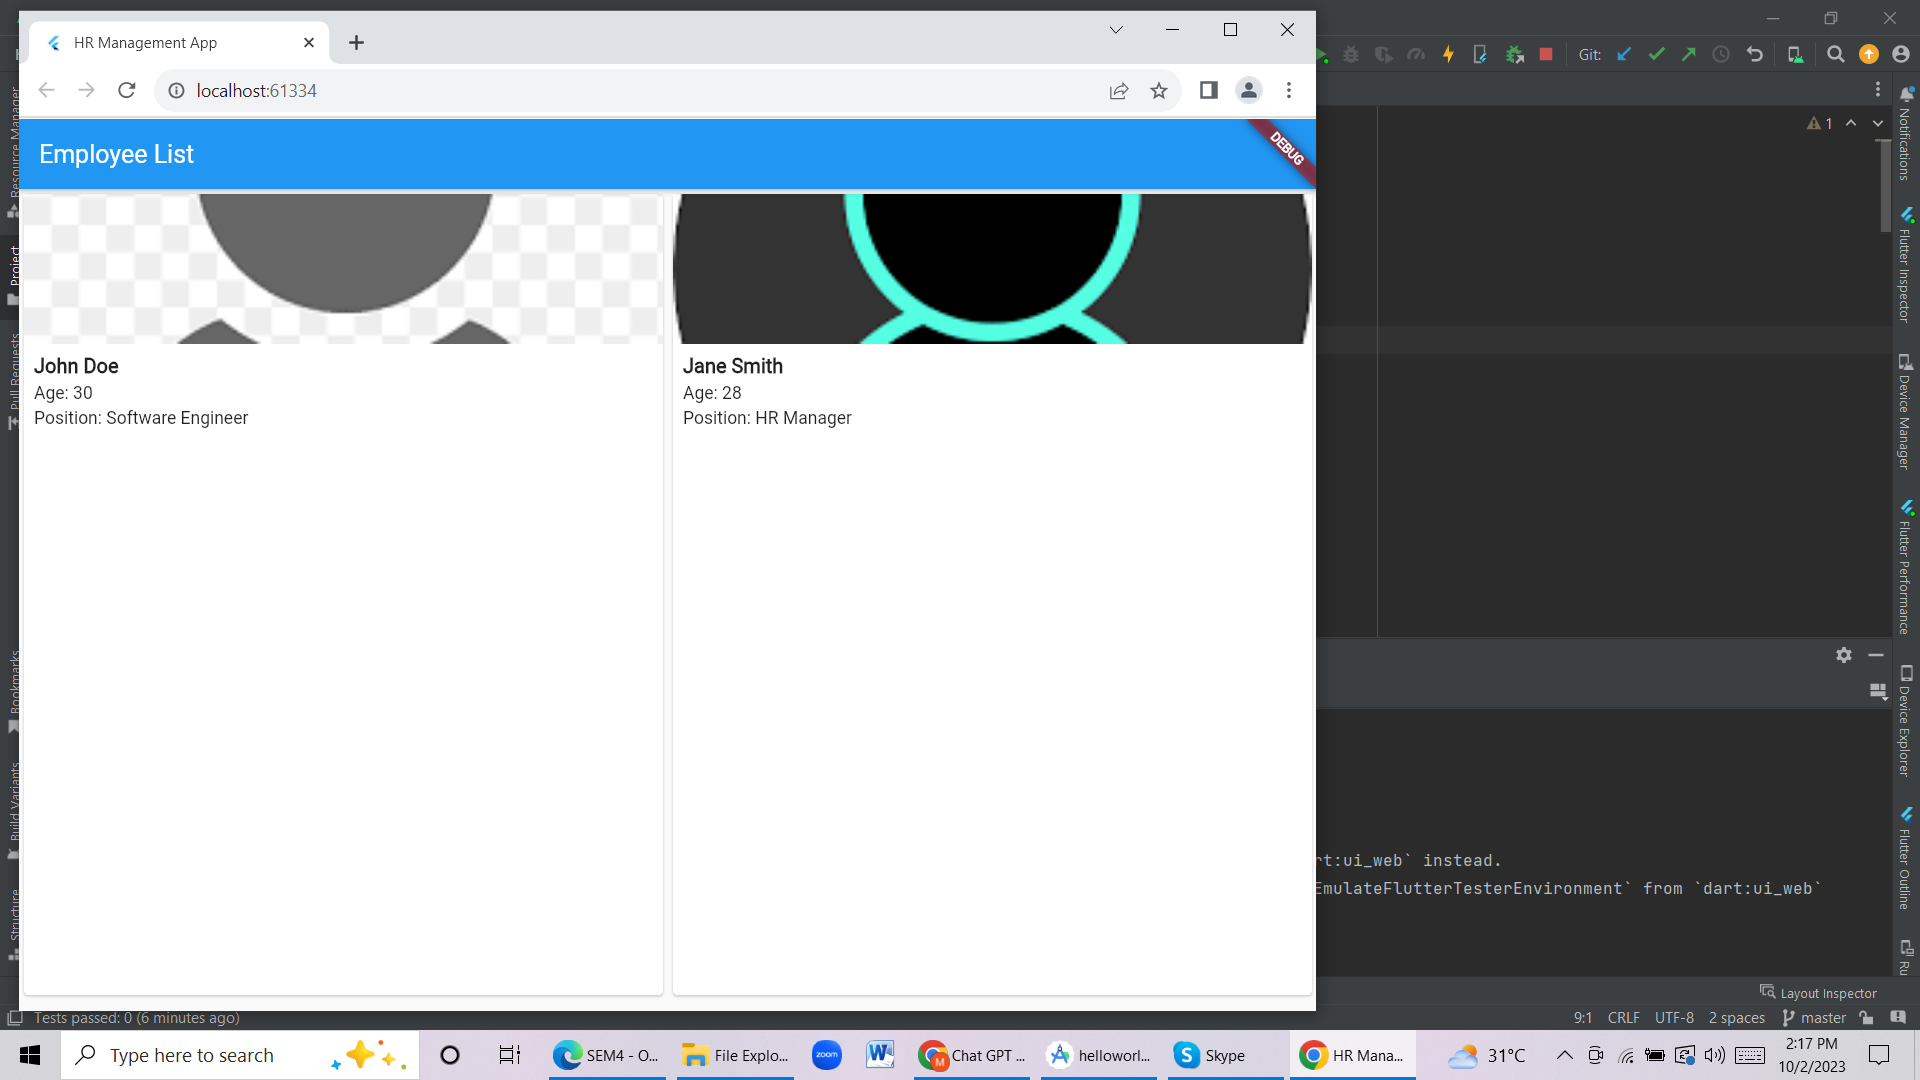 HR Management App
localhost:61334
Employee List
DEBUG
John Doe
Age: 30
Position: Software Engineer
Jane Smith
Age: 28
Position: HR Manager
Git:
1
Resource Manager
Project
Pull Requests
Bookmarks
Build Variants
Structure
Notifications
Flutter Inspector
Device Manager
Flutter Performance
Device Explorer
Flutter Outline
Ru
rt:ui_web` instead.
EmulateFlutterTesterEnvironment` from `dart:ui_web`
Layout Inspector
Tests passed: 0 (6 minutes ago)
9:1 CRLF UTF-8 2 spaces master
Type here to search
SEM4 - O...
File Explo...
zoom
W
Chat GPT ...
M
helloworl...
S
Skype
HR Mana...
31°C
2:17 PM
10/2/2023